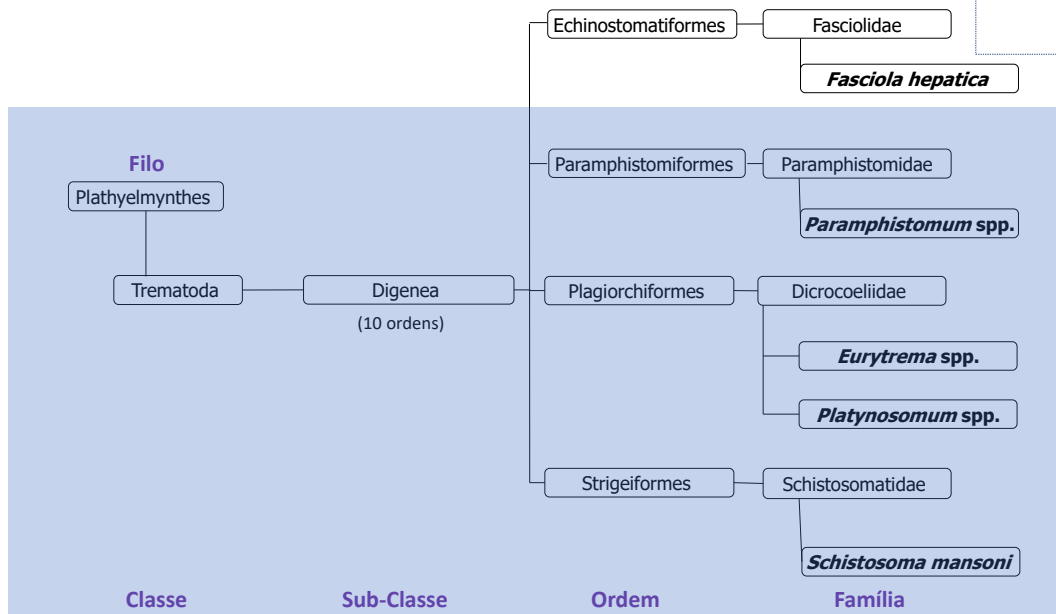 Echinostomatiformes
Fasciolidae
Fasciola hepatica
Filo
Plathyelmynthes
Paramphistomiformes
Paramphistomidae
Paramphistomum spp.
Trematoda
Digenea
(10 ordens)
Plagiorchiformes
Dicrocoeliidae
Eurytrema spp.
Platynosomum spp.
Strigeiformes
Schistosomatidae
Schistosoma mansoni
Classe
Sub-Classe
Ordem
Família